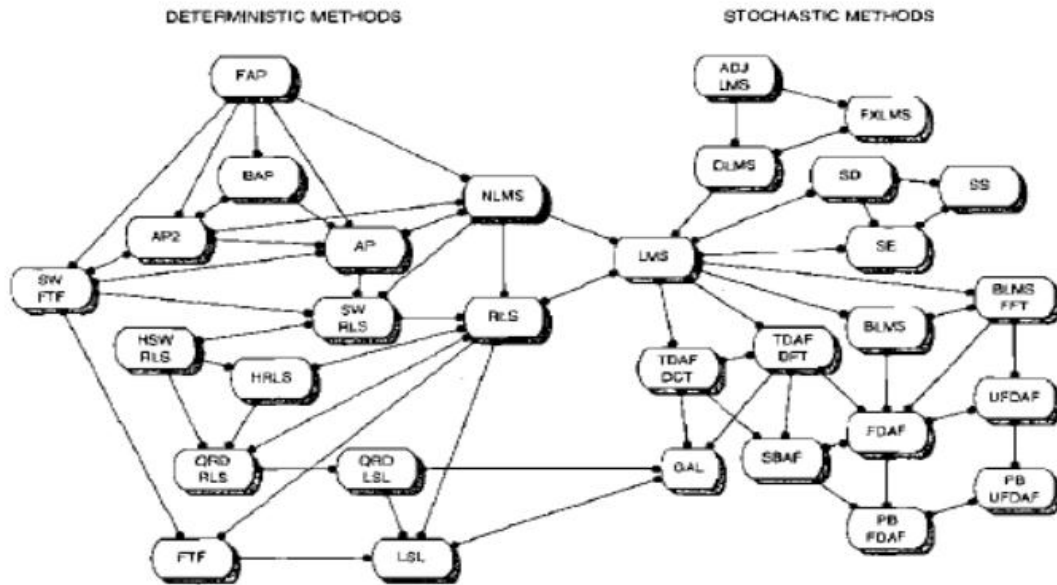 DETERMINISTIC METHODS
STOCHASTIC METHODS
FAP
BAP
AP2
AP
NLMS
SW
FTF
SW
RLS
RLS
HSW
RLS
HRLS
QRD
RLS
QRD
LSL
FTF
LSL
ADJ
LMS
FXLMS
DLMS
SD
SS
SE
LMS
BLMS
FFT
BLMS
TDAF
DCT
TDAF
DFT
UFDAF
FDAF
SBAF
GAL
PB
UFDAF
PB
FDAF